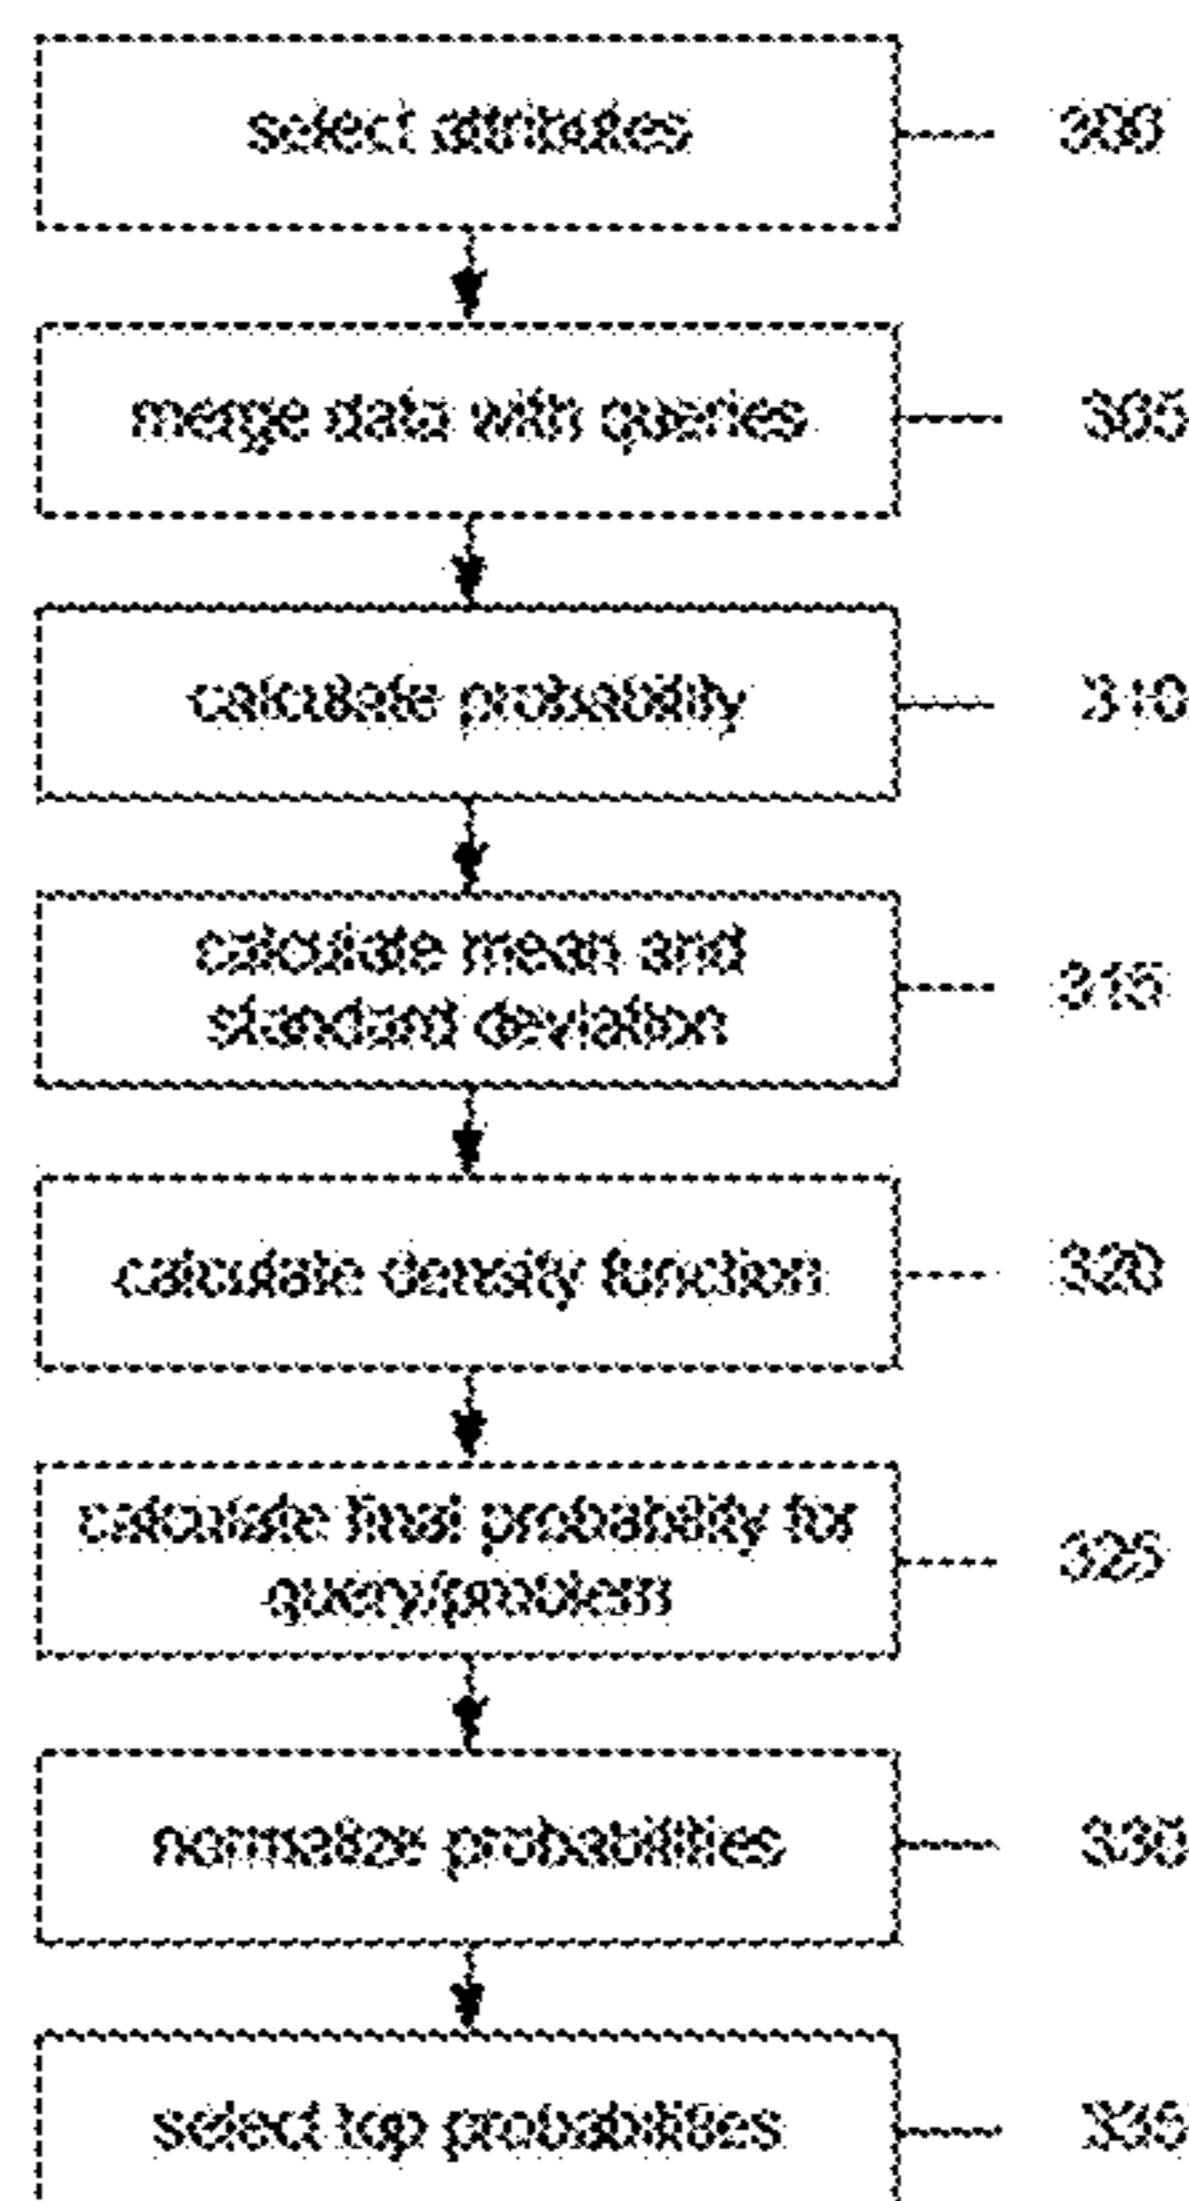 select attributes 300
merge data with queries 305
calculate probability 310
calculate mean and
standard deviation 315
calculate density function 320
calculate final probability for
query/problem 325
normalize probabilities
select top probabilities 335